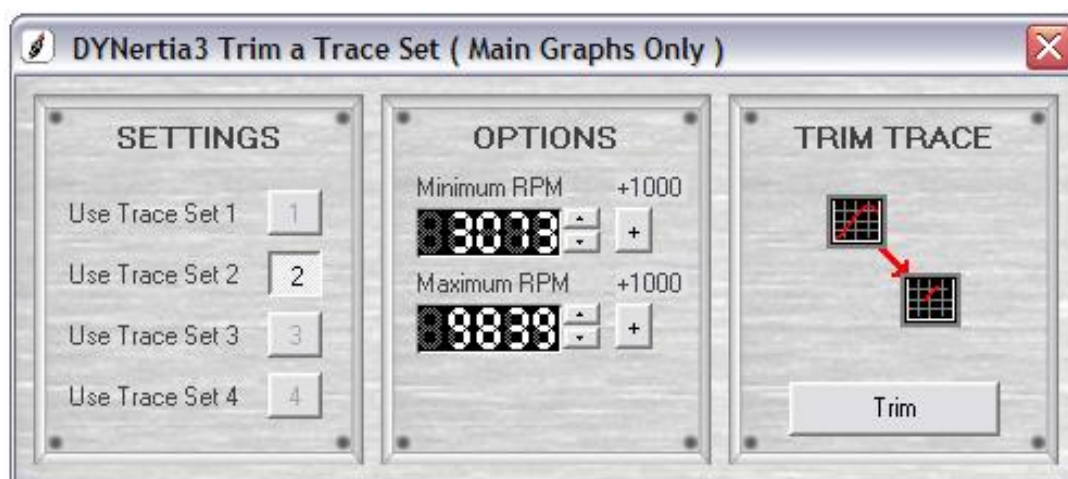 DYNertia3 Trim a Trace Set ( Main Graphs Only )
SETTINGS
Use Trace Set 1 1
Use Trace Set 2 2
Use Trace Set 3 3
Use Trace Set 4 4
OPTIONS
Minimum RPM +1000
3073 +
Maximum RPM +1000
9839 +
TRIM TRACE
Trim